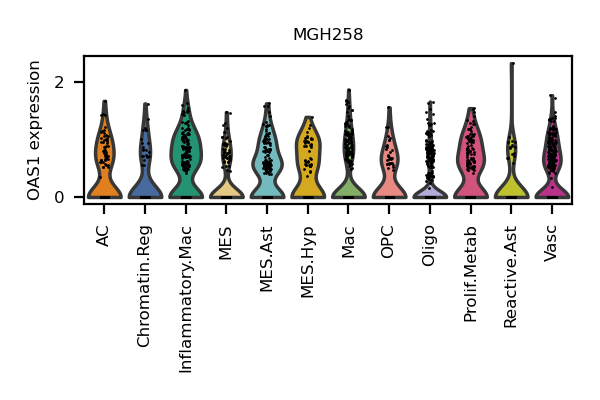 MGH258
OAS1 expression
2
0
AC
Chromatin.Reg
Inflammatory.Mac
MES
MES.Ast
MES.Hyp
Mac
OPC
Oligo
Prolif.Metab
Reactive.Ast
Vasc